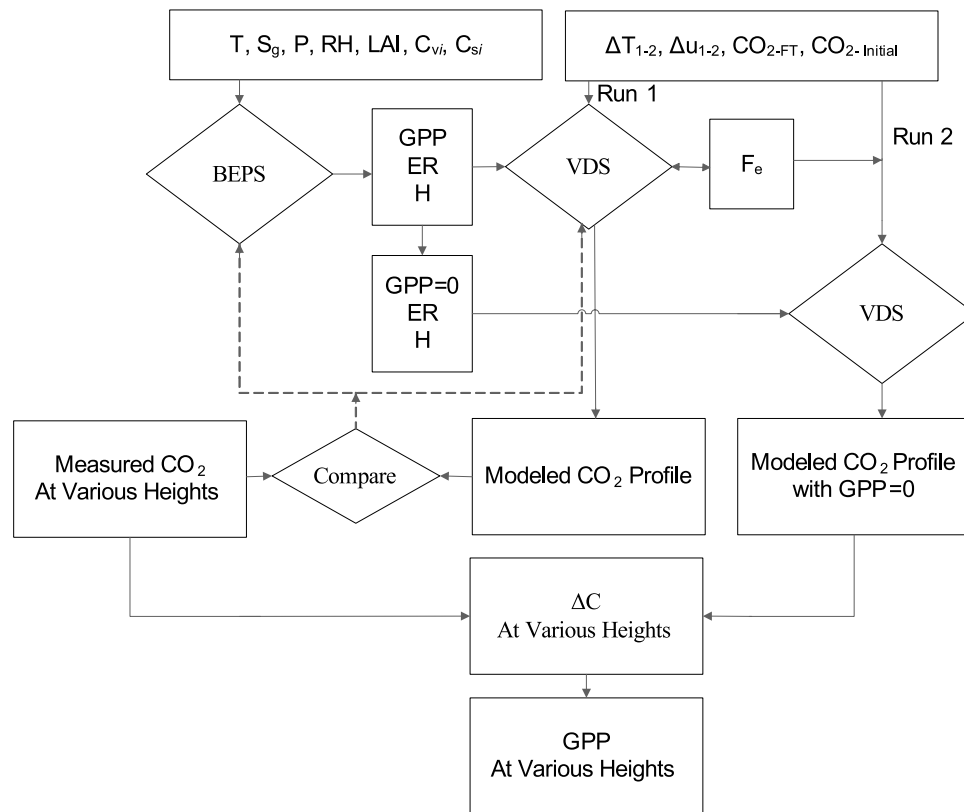 T, Sg, P, RH, LAI, Cvi, Csi
ΔT1-2, Δu1-2, CO2-FT, CO2- Initial
Run 1
Run 2
BEPS
GPP
ER
H
VDS
Fe
GPP=0
ER
H
VDS
Measured CO2
At Various Heights
Compare
Modeled CO2 Profile
Modeled CO2 Profile
with GPP=0
ΔC
At Various Heights
GPP
At Various Heights